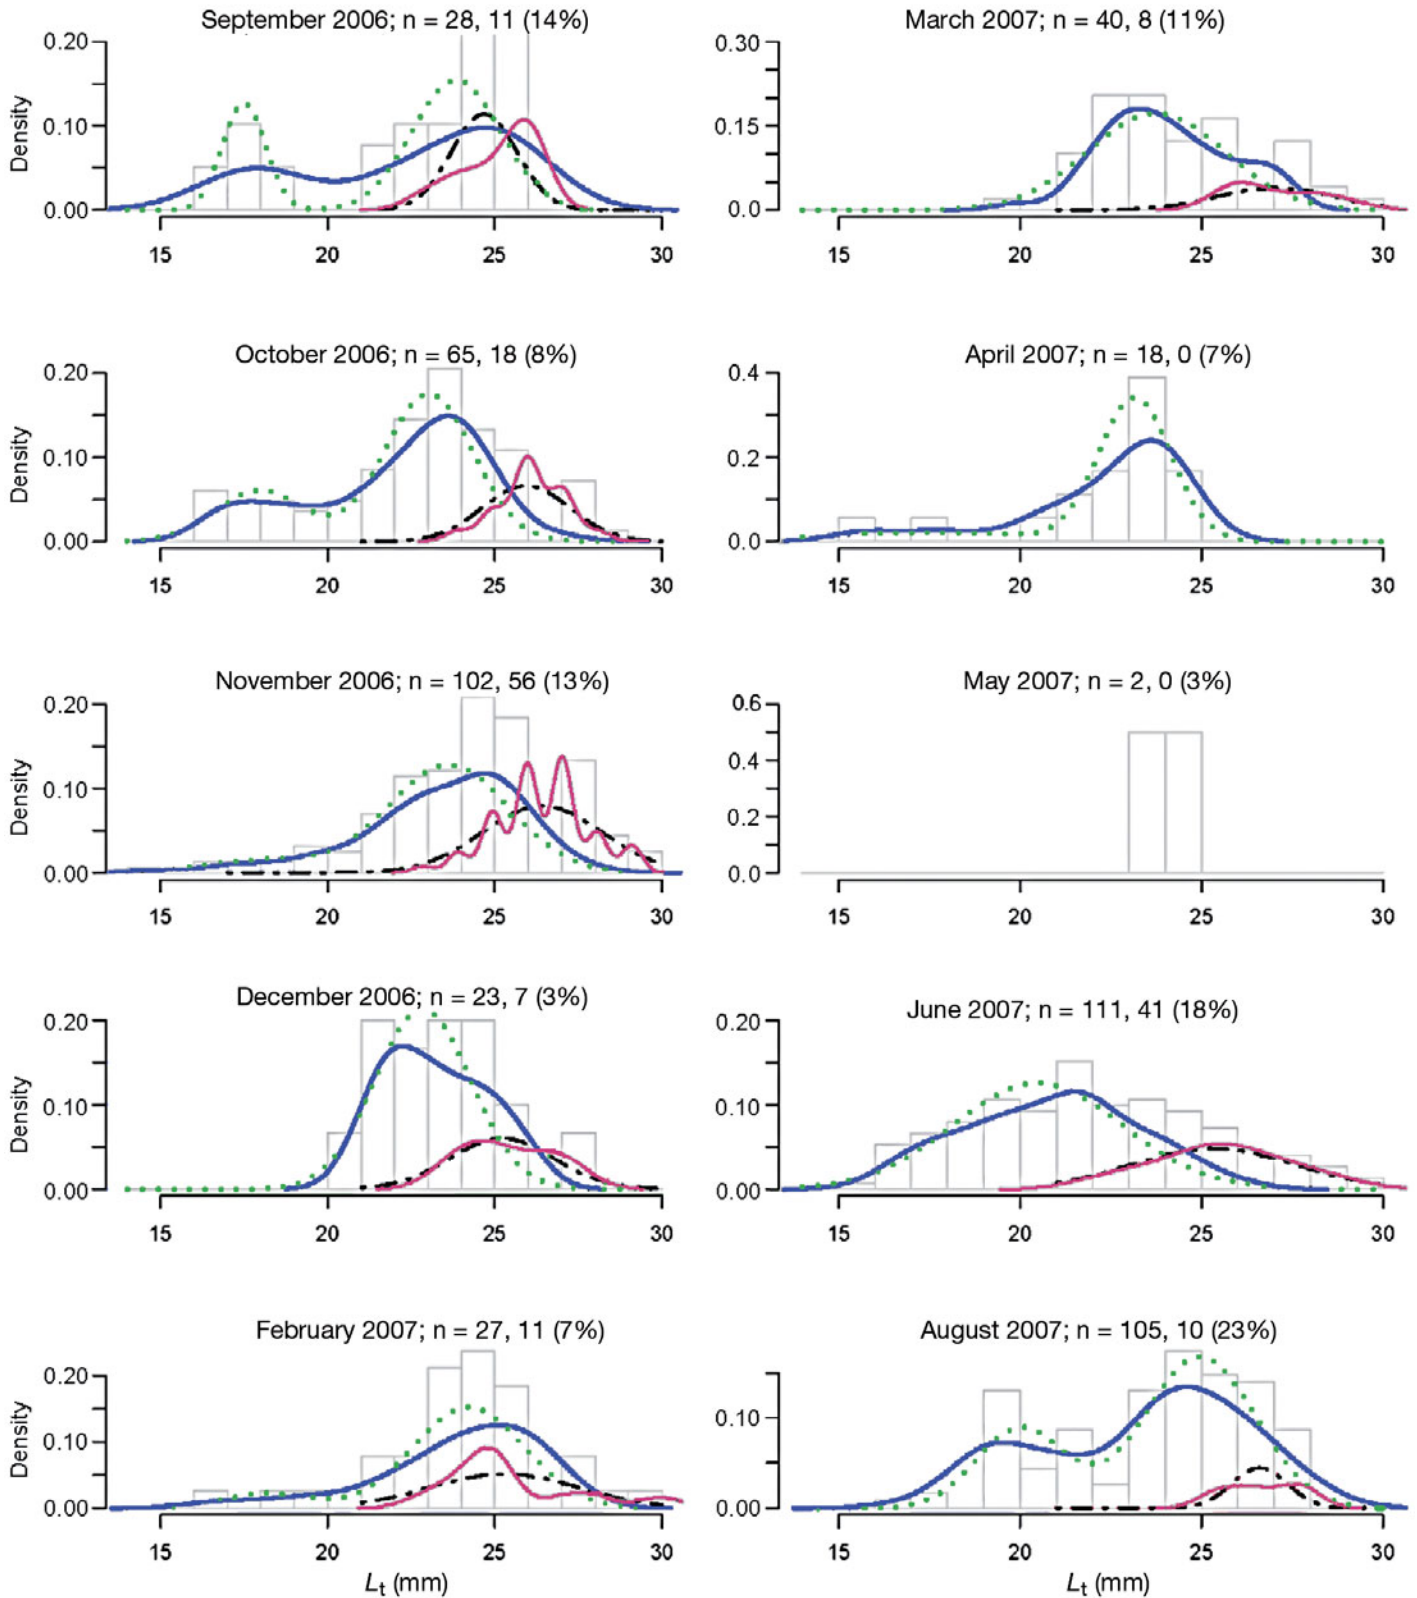 September 2006; n = 28, 11 (14%)
0.20
0.10
0.00
Density
15 20 25 30
March 2007; n = 40, 8 (11%)
0.30
0.15
0.0
15 20 25 30
October 2006; n = 65, 18 (8%)
0.20
0.10
0.00
Density
15 20 25 30
April 2007; n = 18, 0 (7%)
0.4
0.2
0.0
15 20 25 30
November 2006; n = 102, 56 (13%)
0.20
0.10
0.00
Density
15 20 25 30
May 2007; n = 2, 0 (3%)
0.6
0.4
0.2
0.0
15 20 25 30
December 2006; n = 23, 7 (3%)
0.20
0.10
0.00
Density
15 20 25 30
June 2007; n = 111, 41 (18%)
0.20
0.10
0.00
15 20 25 30
February 2007; n = 27, 11 (7%)
0.20
0.10
0.00
Density
15 20 25 30
Lt (mm)
August 2007; n = 105, 10 (23%)
0.10
0.00
15 20 25 30
Lt (mm)